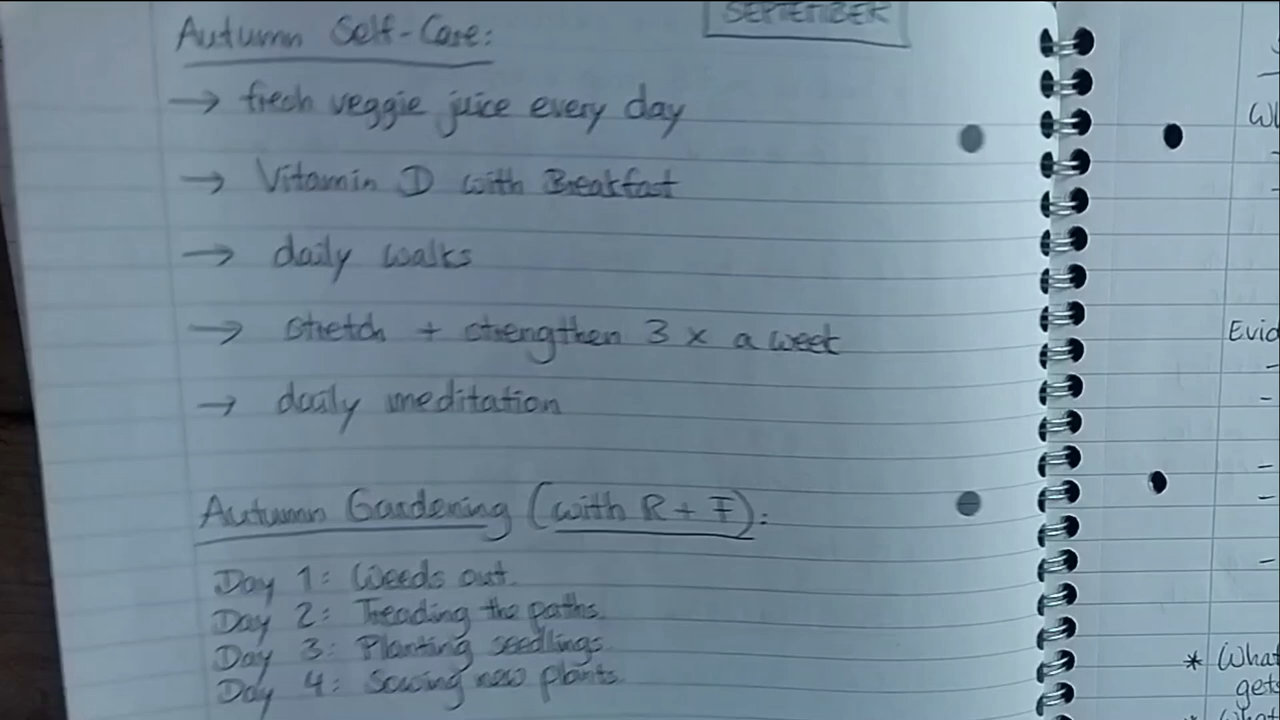 SEPTEMBER
Autumn Self-Care:
→ fresh veggie juice every day
→ Vitamin D with Breakfast
→ daily walks
→ stretch + strengthen 3 x a week
→ daily meditation
Autumn Gardening (with R + F):
Day 1: Weeds out.
Day 2: Treading the paths.
Day 3: Planting seedlings.
Day 4: Sowing new plants.
Evid
* What
gets